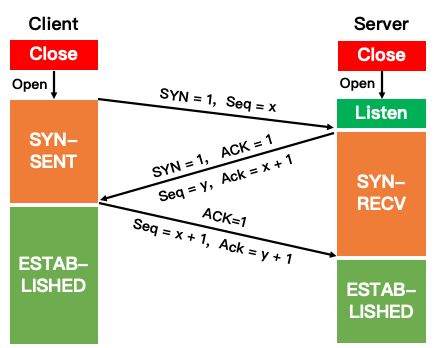 Client
Server
Close
Close
Open
Open
SYN = 1, Seq = x
Listen
SYN-
SENT
SYN = 1, ACK = 1
Seq = y, Ack = x + 1
SYN-
RECV
ACK=1
Seq = x + 1, Ack = y + 1
ESTAB-
LISHED
ESTAB-
LISHED